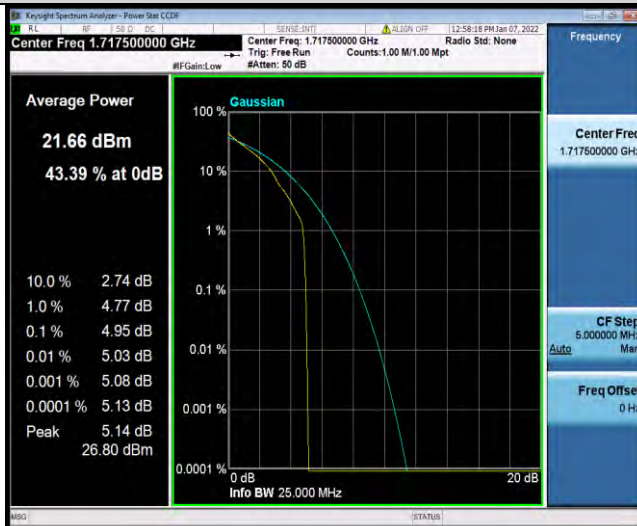 Keysight Spectrum Analyzer - Power Stat CCDF
RL RF 50 Ω DC SENSE:INT ALIGN OFF 12:58:18 PM Jan 07, 2022
Center Freq 1.717500000 GHz
Center Freq: 1.717500000 GHz Radio Std: None
Trig: Free Run Counts:1.00 M/1.00 Mpt
#IFGain:Low #Atten: 50 dB
Frequency
Average Power
21.66 dBm
43.39 % at 0dB
10.0 % 2.74 dB
1.0 % 4.77 dB
0.1 % 4.95 dB
0.01 % 5.03 dB
0.001 % 5.08 dB
0.0001 % 5.13 dB
Peak 5.14 dB
26.80 dBm
Gaussian
100 %
10 %
1 %
0.1 %
0.01 %
0.001 %
0.0001 %
0 dB 20 dB
Info BW 25.000 MHz
Center Freq
1.717500000 GHz
CF Step
5.000000 MHz
Auto Man
Freq Offset
0 Hz
MSG STATUS